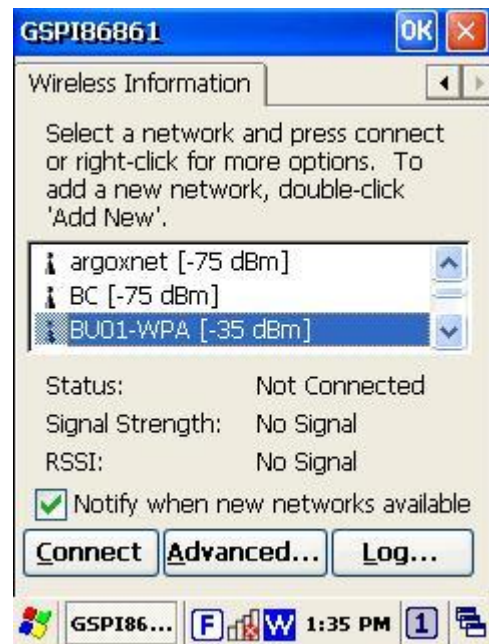 GSPI86861 OK
Wireless Information
Select a network and press connect
or right-click for more options. To
add a new network, double-click
'Add New'.
argoxnet [-75 dBm]
BC [-75 dBm]
BU01-WPA [-35 dBm]
Status: Not Connected
Signal Strength: No Signal
RSSI: No Signal
Notify when new networks available
Connect Advanced... Log...
GSPI86... F W 1:35 PM 1